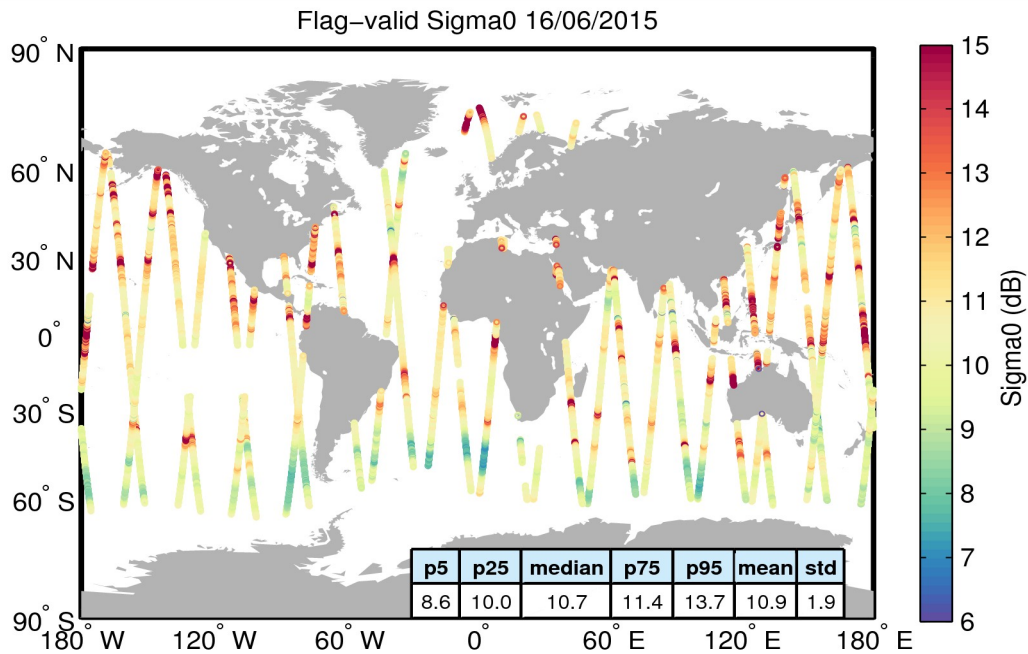 Flag−valid Sigma0 16/06/2015
90° N
60° N
30° N
0°
30° S
60° S
90° S
180° W
120° W
60° W
0°
60° E
120° E
180° E
15
14
13
12
11
10
9
8
7
6
Sigma0 (dB)
p5 p25 median p75 p95 mean std
8.6 10.0 10.7 11.4 13.7 10.9 1.9